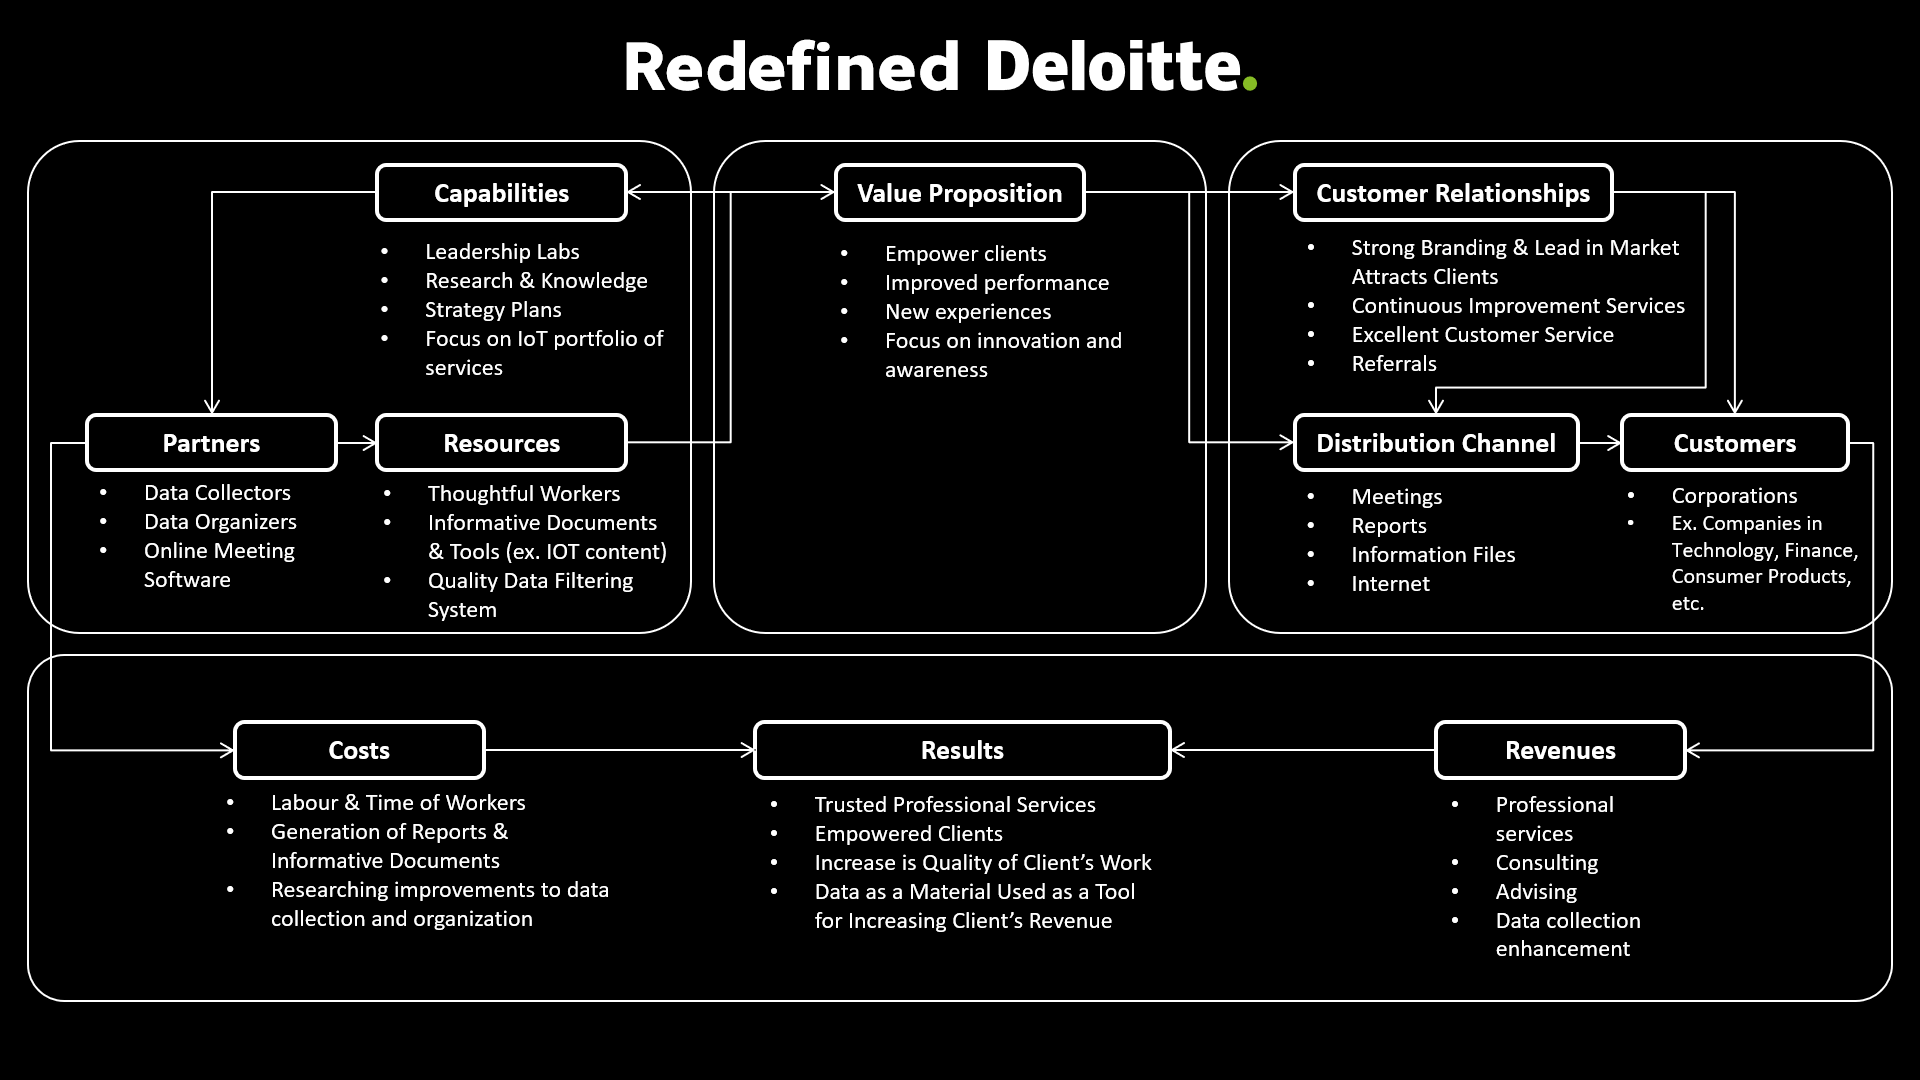 Redefined Deloitte.
Capabilities
• Leadership Labs
• Research & Knowledge
• Strategy Plans
• Focus on IoT portfolio of
services
Partners
• Data Collectors
• Data Organizers
• Online Meeting
Software
Resources
• Thoughtful Workers
• Informative Documents
& Tools (ex. IOT content)
• Quality Data Filtering
System
Value Proposition
• Empower clients
• Improved performance
• New experiences
• Focus on innovation and
awareness
Customer Relationships
• Strong Branding & Lead in Market
Attracts Clients
• Continuous Improvement Services
• Excellent Customer Service
• Referrals
Distribution Channel
• Meetings
• Reports
• Information Files
• Internet
Customers
• Corporations
• Ex. Companies in
Technology, Finance,
Consumer Products,
etc.
Costs
• Labour & Time of Workers
• Generation of Reports &
Informative Documents
• Researching improvements to data
collection and organization
Results
• Trusted Professional Services
• Empowered Clients
• Increase is Quality of Client’s Work
• Data as a Material Used as a Tool
for Increasing Client’s Revenue
Revenues
• Professional
services
• Consulting
• Advising
• Data collection
enhancement